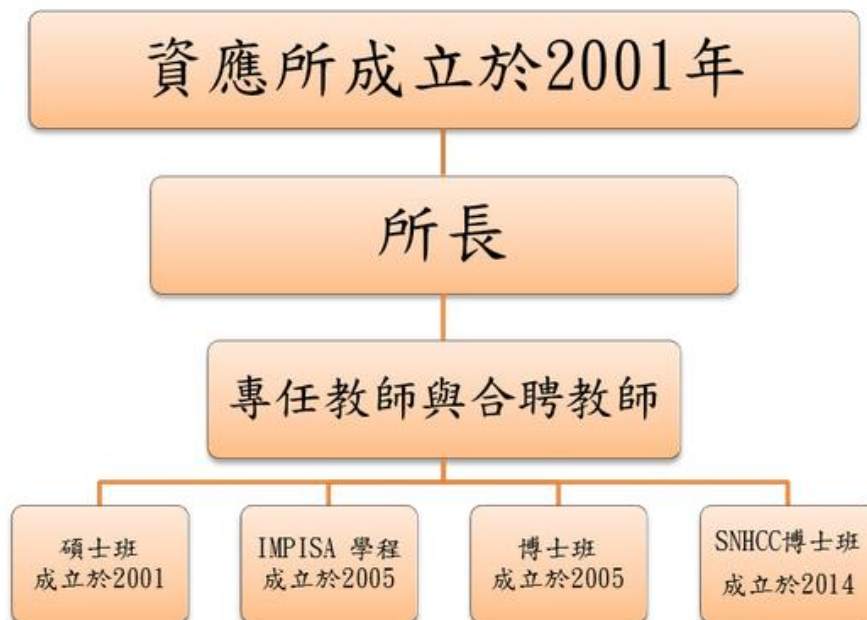 資應所成立於2001年
所長
專任教師與合聘教師
碩士班
成立於2001
IMPISA 學程
成立於2005
博士班
成立於2005
SNHCC博士班
成立於2014